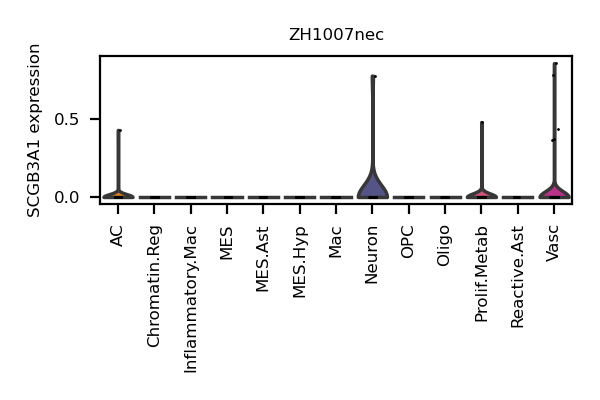 ZH1007nec
SCGB3A1 expression
0.5
0.0
AC
Chromatin.Reg
Inflammatory.Mac
MES
MES.Ast
MES.Hyp
Mac
Neuron
OPC
Oligo
Prolif.Metab
Reactive.Ast
Vasc